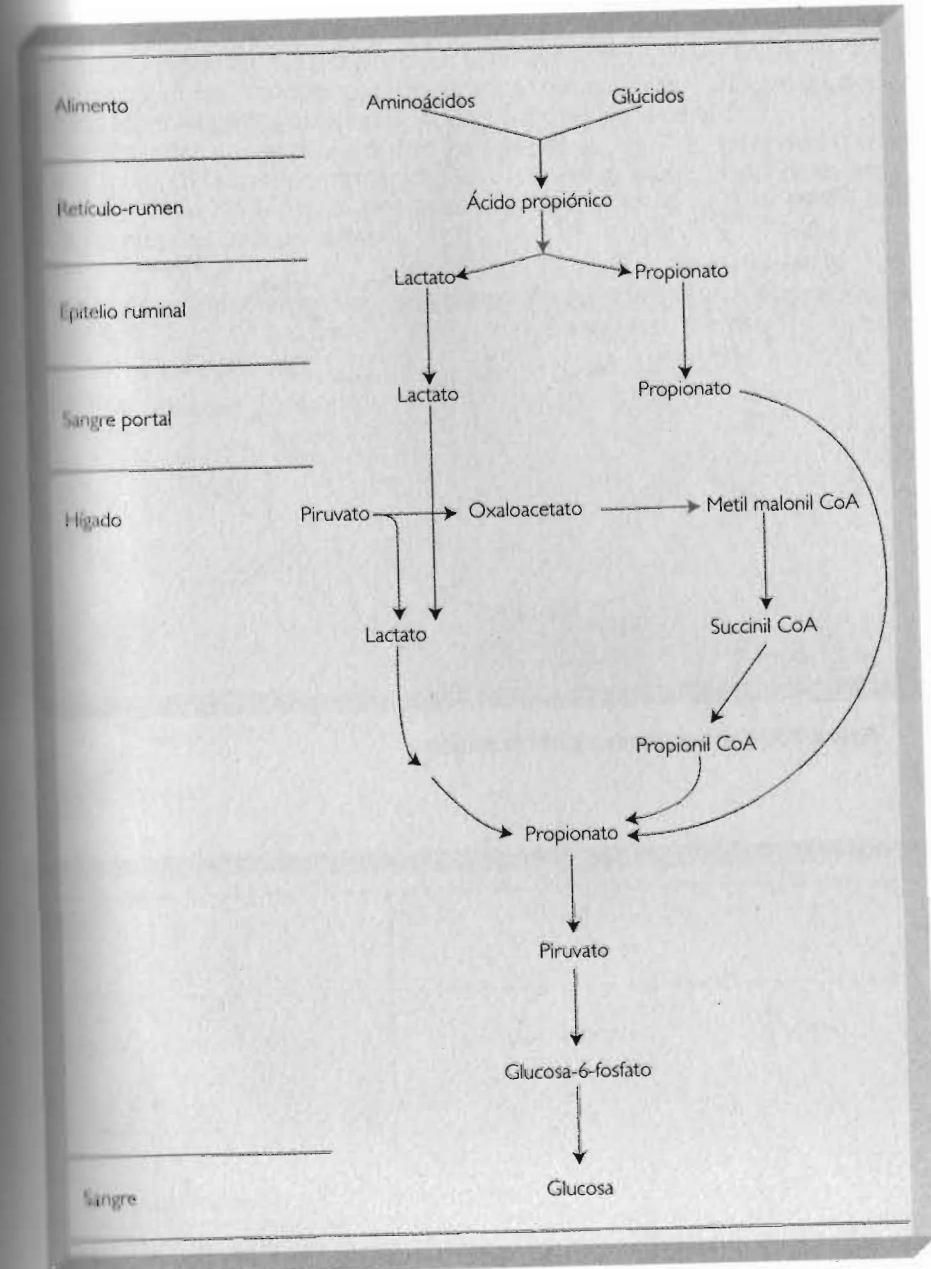 Alimento
Aminoácidos
Glúcidos
Retículo-rumen
Ácido propiónico
Lactato
Propionato
Epitelio ruminal
Lactato
Propionato
Sangre portal
Hígado
Piruvato
Oxaloacetato
Metil malonil CoA
Lactato
Succinil CoA
Propionil CoA
Propionato
Piruvato
Glucosa-6-fosfato
Sangre
Glucosa